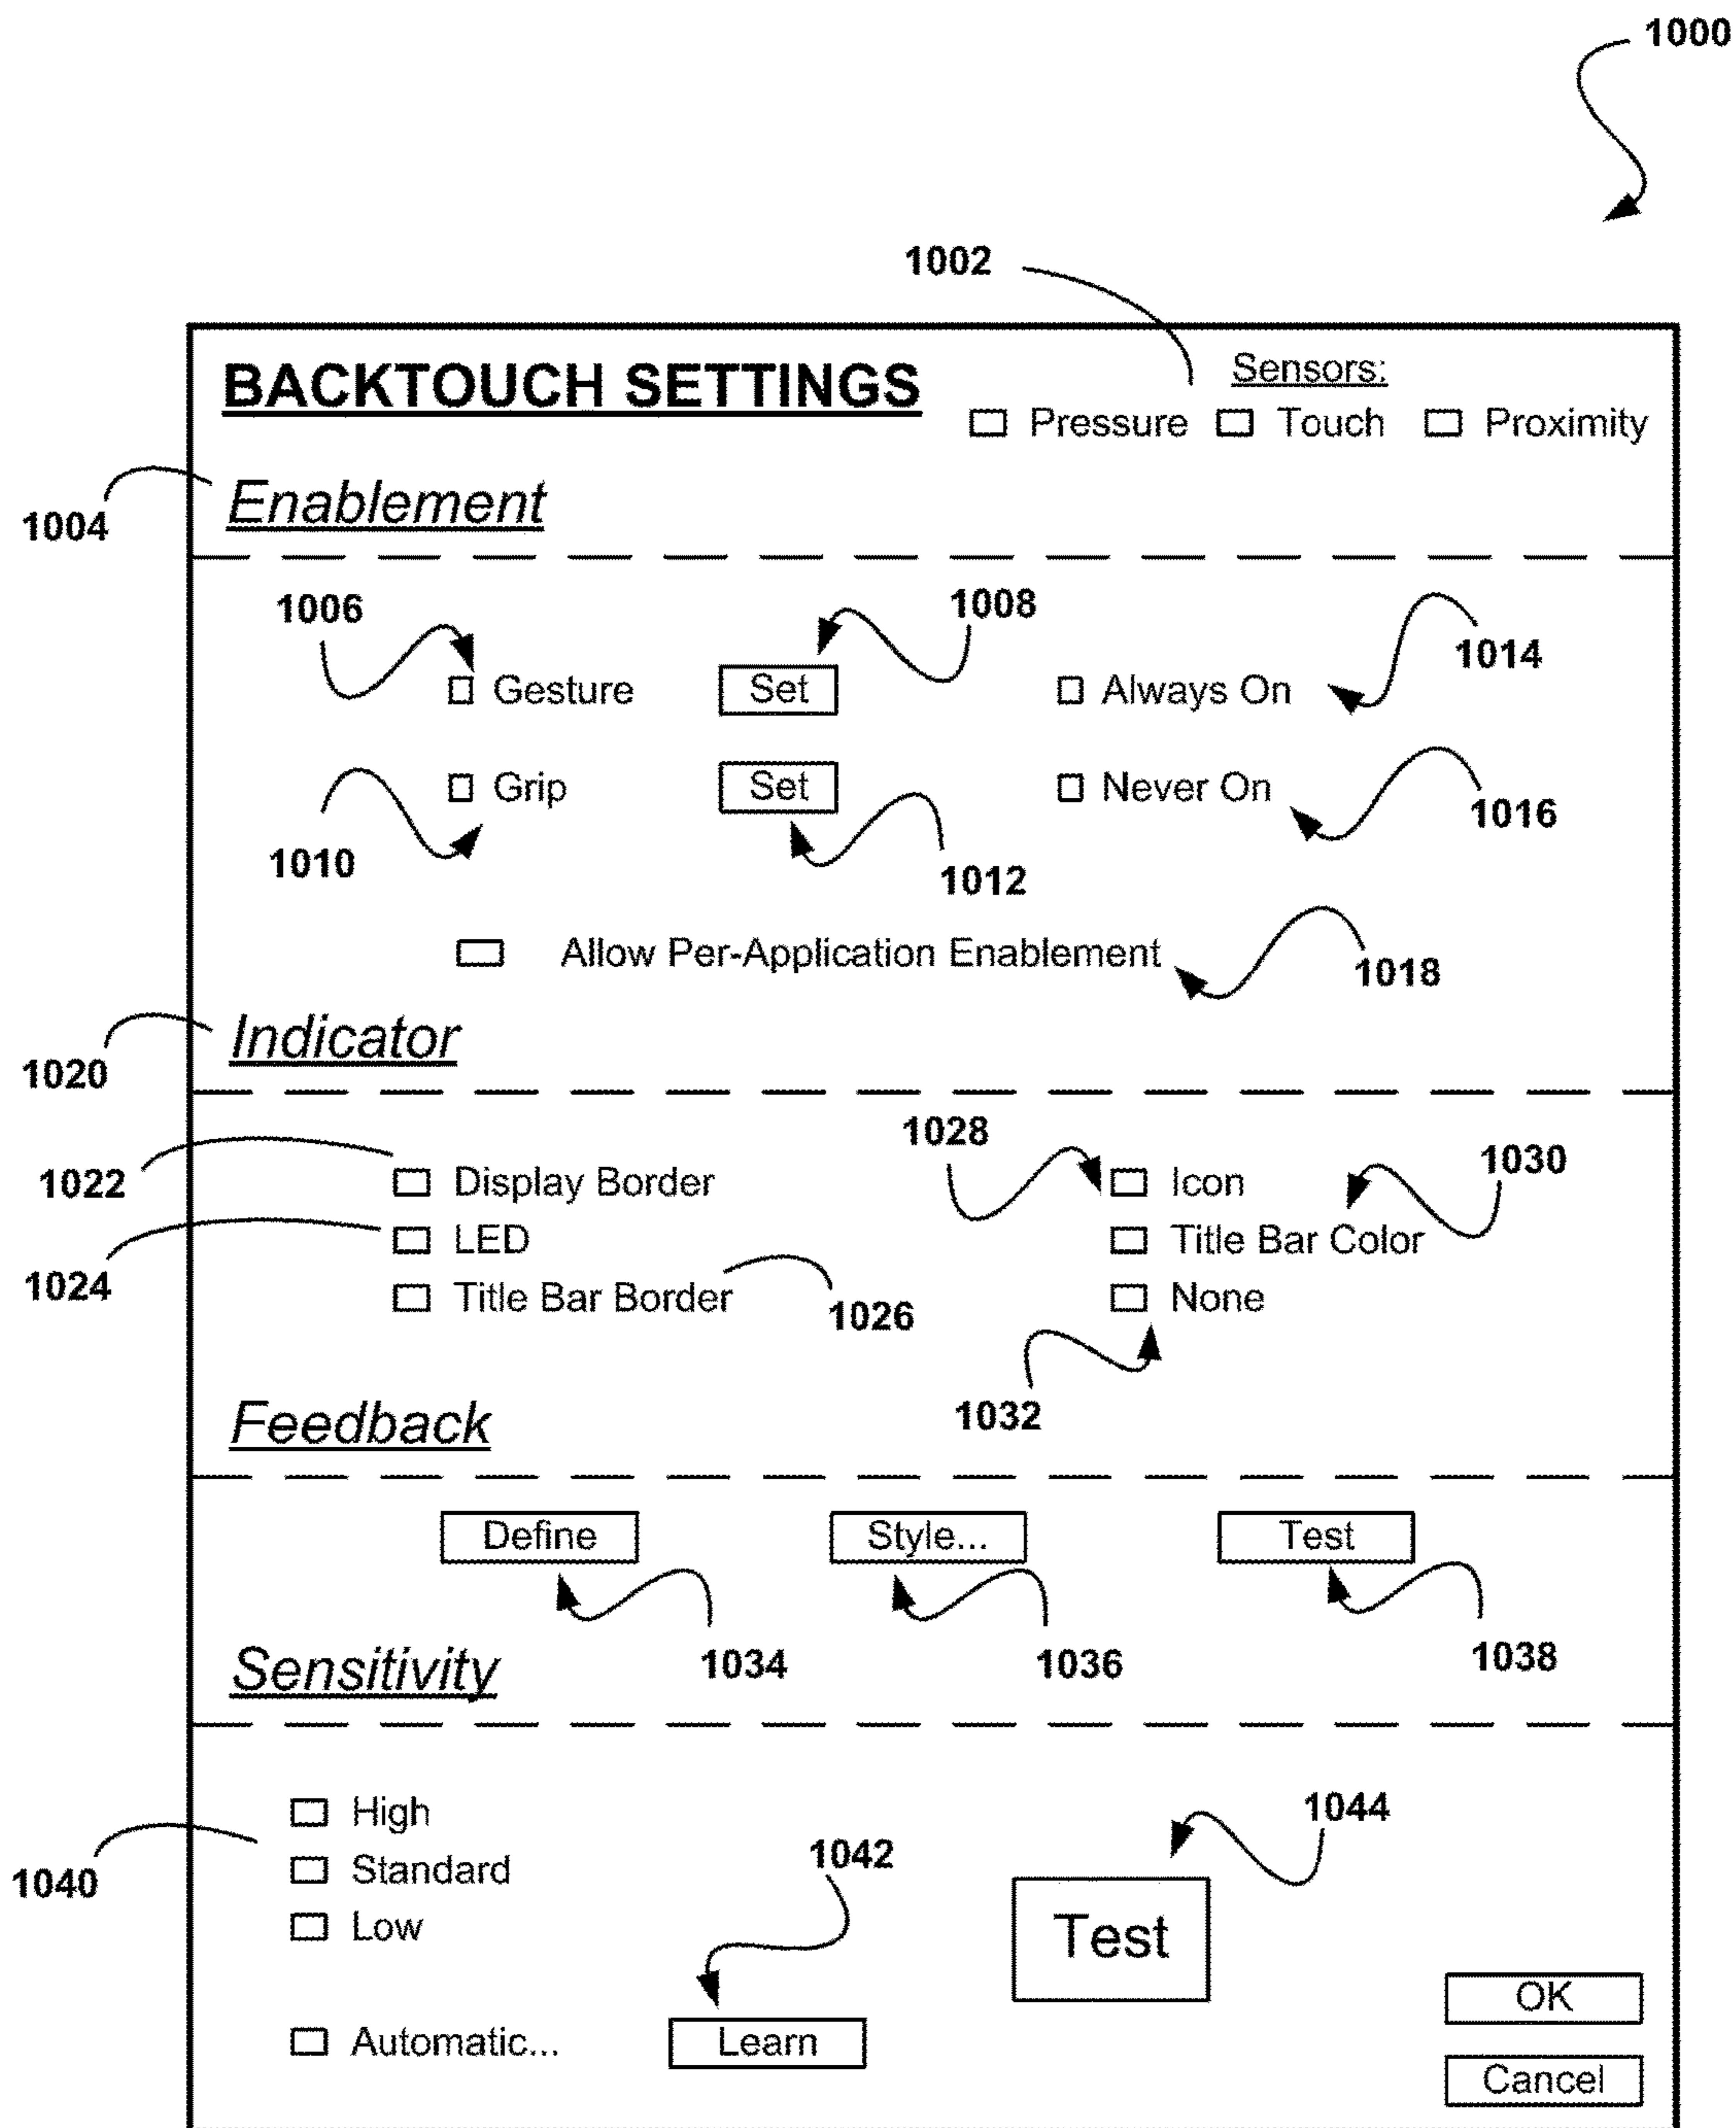 1000
1002
BACKTOUCH SETTINGS
Sensors:
Pressure Touch Proximity
1004
Enablement
1006 1008 1014
Gesture Set Always On
Grip Set Never On
1010 1012 1016
Allow Per-Application Enablement
1018
1020
Indicator
1028 1030
1022
Display Border Icon
1024
LED Title Bar Color
Title Bar Border None
1026
1032
Feedback
Define Style... Test
1034 1036 1038
Sensitivity
1040
High
Standard
Low
1042 1044
Test
Automatic... Learn
OK
Cancel